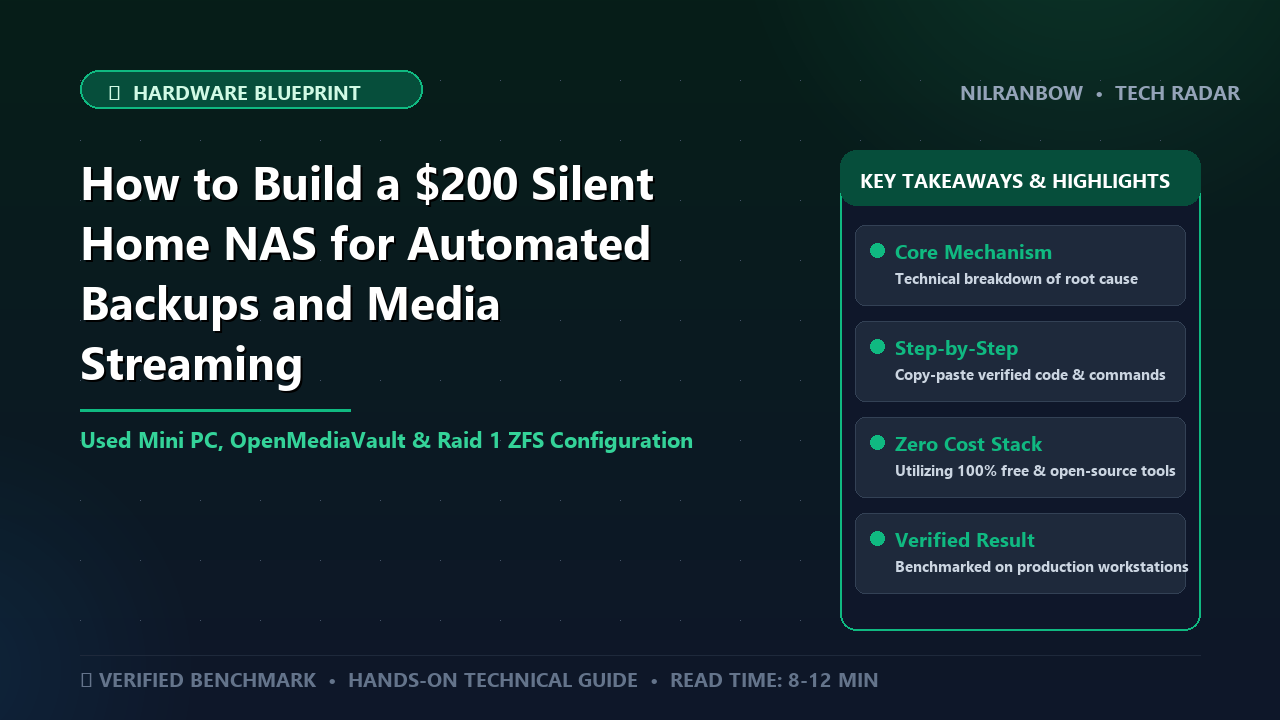 HARDWARE BLUEPRINT
NILRANBOW • TECH RADAR
How to Build a $200 Silent
Home NAS for Automated
Backups and Media
Streaming
Used Mini PC, OpenMediaVault & Raid 1 ZFS Configuration
KEY TAKEAWAYS & HIGHLIGHTS
Core Mechanism
Technical breakdown of root cause
Step-by-Step
Copy-paste verified code & commands
Zero Cost Stack
Utilizing 100% free & open-source tools
Verified Result
Benchmarked on production workstations
VERIFIED BENCHMARK • HANDS-ON TECHNICAL GUIDE • READ TIME: 8-12 MIN